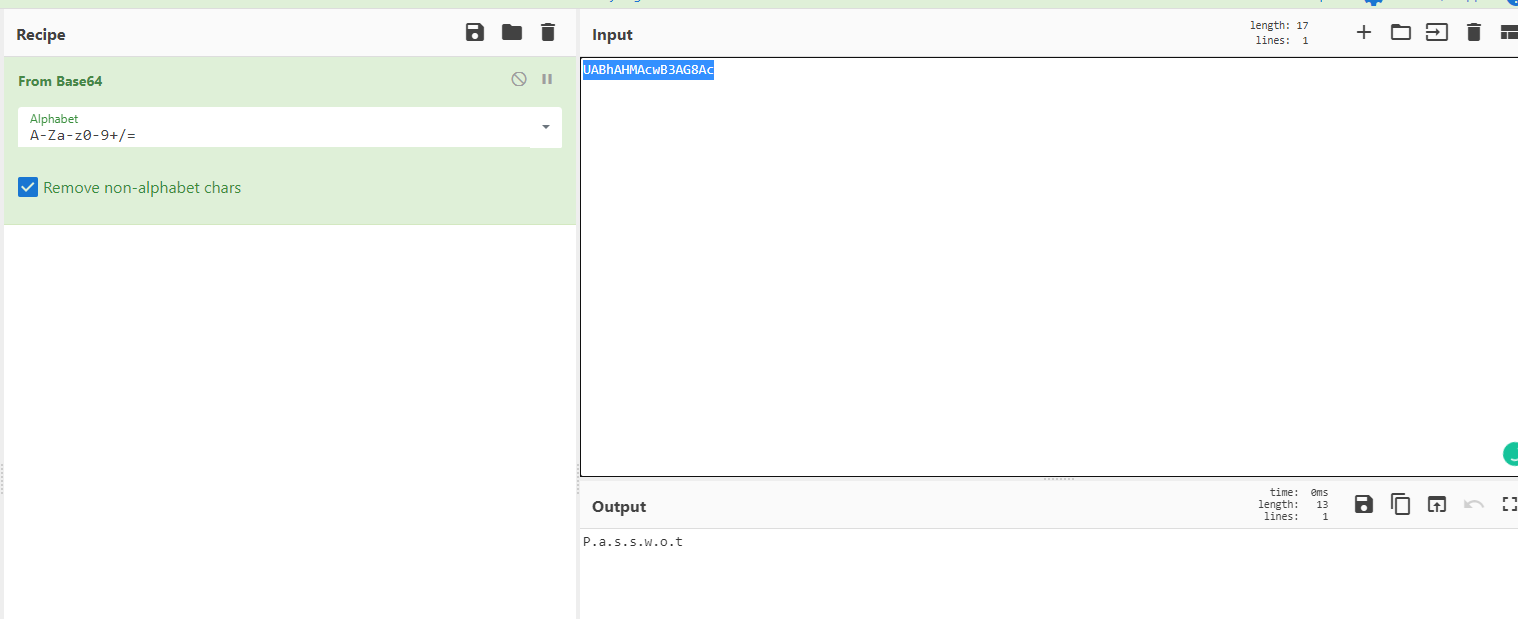 Recipe
From Base64
Alphabet
A-Za-z0-9+/=
Remove non-alphabet chars
Input
length: 17
lines: 1
UABhAHMAcwB3AG8Ac
Output
time: 0ms
length: 13
lines: 1
P.a.s.s.w.o.t